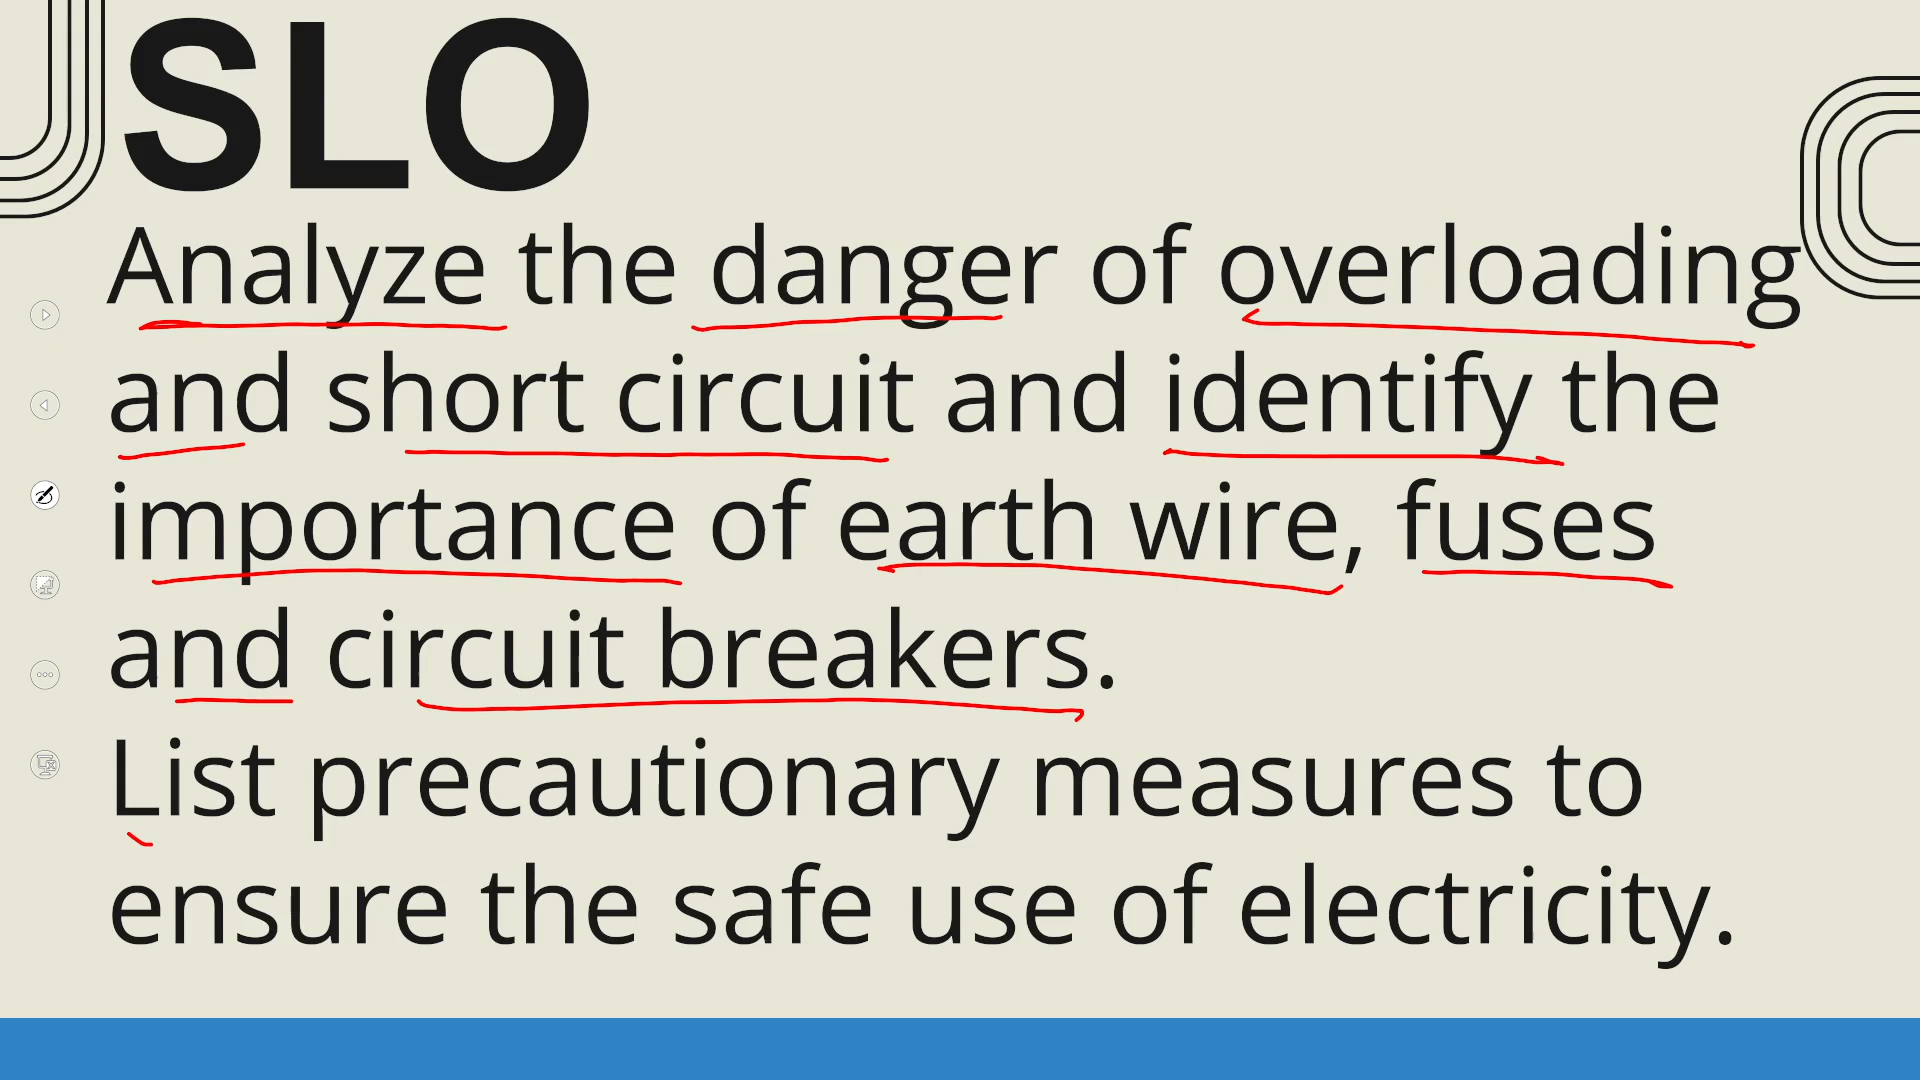 SLO
Analyze the danger of overloading
and short circuit and identify the
importance of earth wire, fuses
and circuit breakers.
List precautionary measures to
ensure the safe use of electricity.